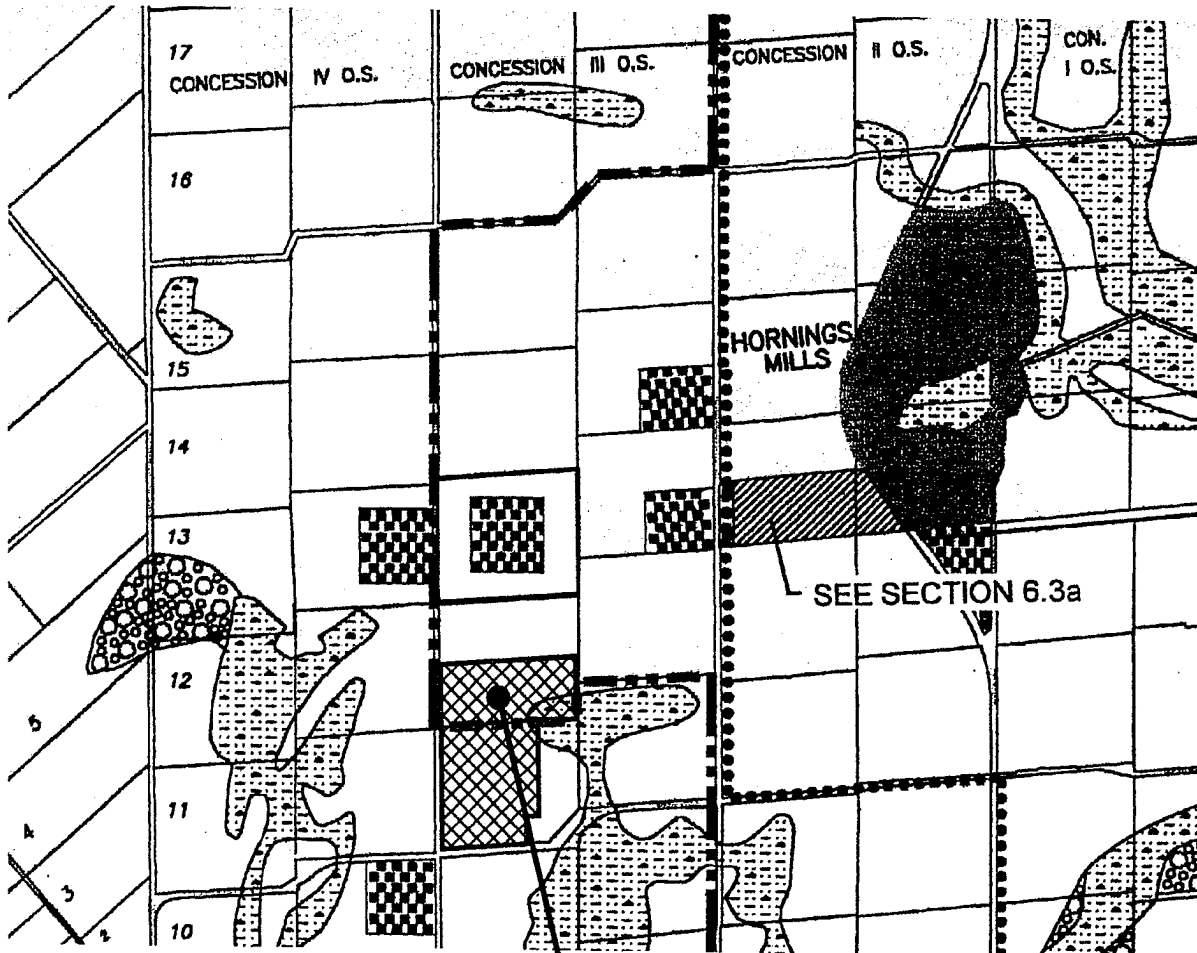 17
CONCESSION IV O.S.
CONCESSION III O.S.
CONCESSION II O.S.
CON.
I O.S.
16
15
HORNINGS
MILLS
14
13
SEE SECTION 6.3a
12
5
11
4
3
2
10